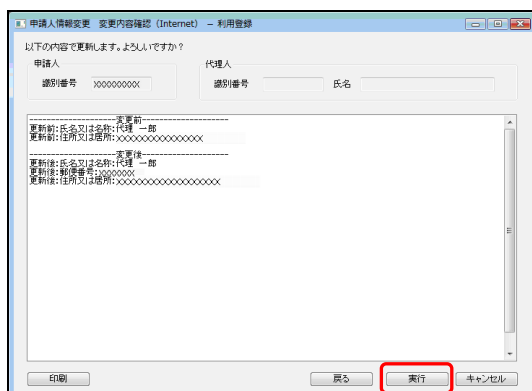 申請人情報変更 変更内容確認（Internet） － 利用登録
以下の内容で更新します。よろしいですか？
申請人
代理人
識別番号 XXXXXXXXX
識別番号
氏名
--------------------変更前--------------------
更新前:氏名又は名称:代理 一郎
更新前:住所又は居所:XXXXXXXXXXXXXXX
--------------------変更後--------------------
更新後:氏名又は名称:代理 一郎
更新後:郵便番号:XXXXXXX
更新後:住所又は居所:XXXXXXXXXXXXXXXXXX
印刷
戻る
実行
キャンセル